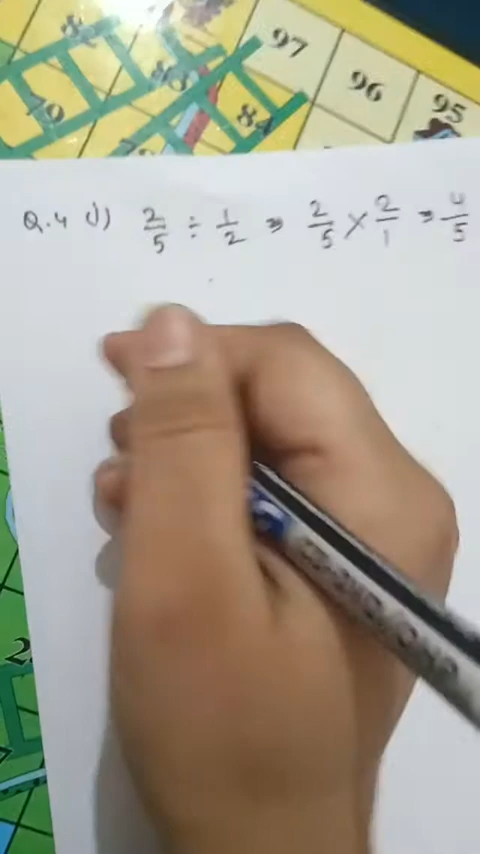 97
96
95
84
Q.4 (i) 2/5 ÷ 1/2 ⇒ 2/5 × 2/1 ⇒ 4/5